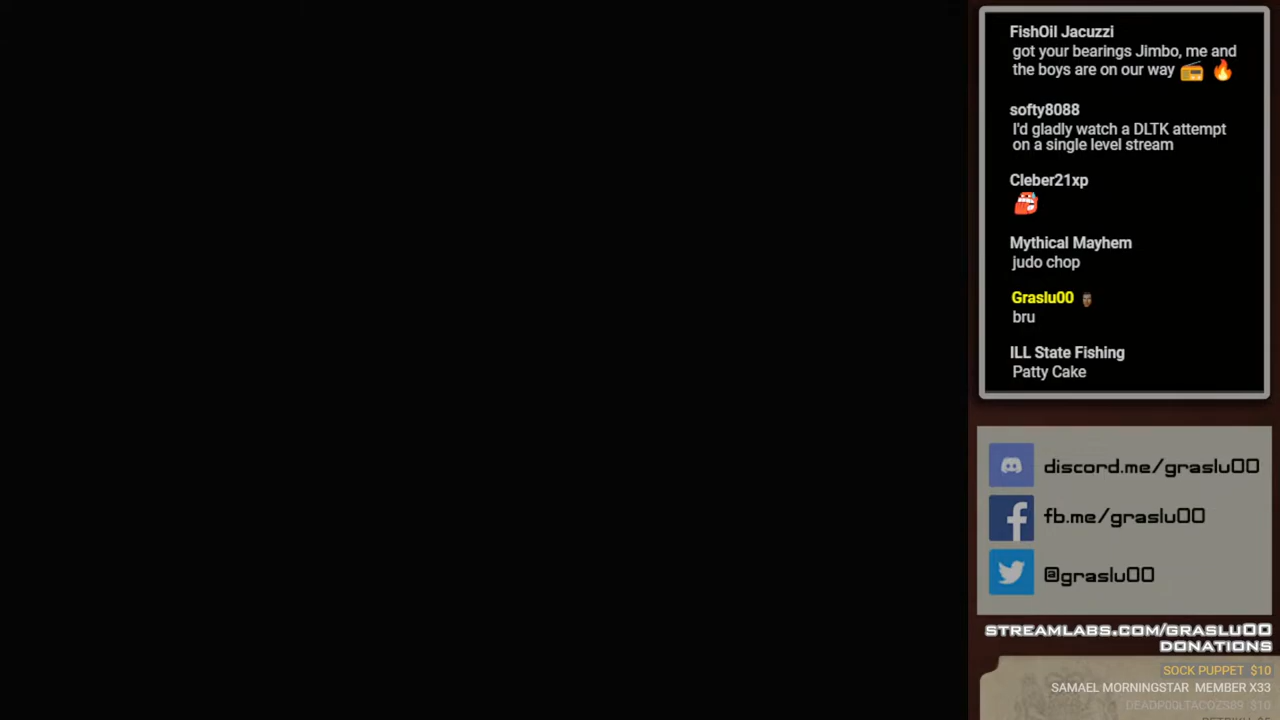 FishOil Jacuzzi
got your bearings Jimbo, me and
the boys are on our way
softy8088
I'd gladly watch a DLTK attempt
on a single level stream
Cleber21xp
Mythical Mayhem
judo chop
Graslu00
bru
ILL State Fishing
Patty Cake
discord.me/graslu00
fb.me/graslu00
@graslu00
STREAMLABS.COM/GRASLU00
DONATIONS
SOCK PUPPET $10
SAMAEL MORNINGSTAR MEMBER X33
DEADP00LTACOZS89 $10